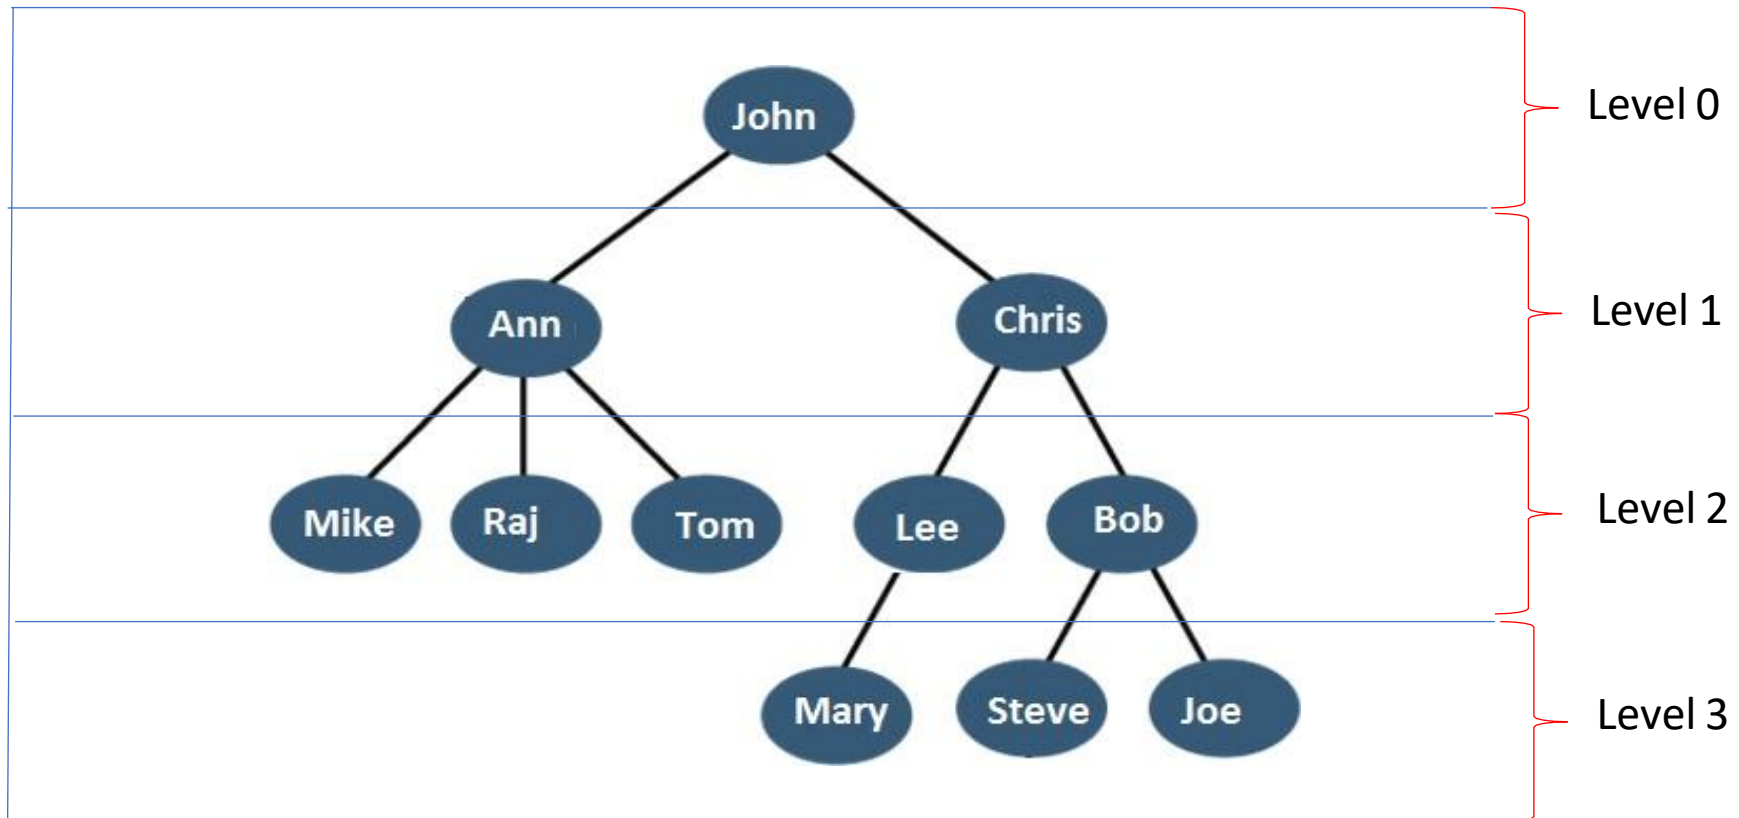 John
Level 0
Ann
Chris
Level 1
Mike
Raj
Tom
Lee
Bob
Level 2
Mary
Steve
Joe
Level 3